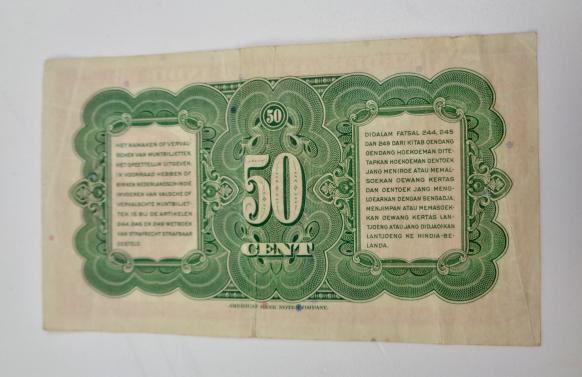 HET NAMAKEN OF VERVAL-
SCHEN VAN MUNTBILJETTEN,
HET OPZETTELIJK UITGEVEN,
IN VOORRAAD HEBBEN OF
BINNEN NEDERLANDSCH-INDIË
INVOEREN VAN VALSCHE OF
VERVALSCHTE MUNTBILJET-
TEN IS BIJ DE ARTIKELEN
244, 245 EN 249 WETBOEK
VAN STRAFRECHT STRAFBAAR
GESTELD.
50
50
CENT
DIDALAM FATSAL 244, 245
DAN 249 DARI KITAB OENDANG
OENDANG HOEKOEMAN DITE-
TAPKAN HOEKOEMAN OENTOEK
JANG MENIROE ATAU MEMAL-
SOEKAN OEWANG KERTAS
DAN OENTOEK JANG MENG-
LOEARKAN DENGAN SENGADJA,
MENJIMPAN ATAU MEMASOEK-
KAN OEWANG KERTAS LAN-
TJOENG ATAU JANG DIDJADIKAN
LANTJOENG KE HINDIA-BE-
LANDA.
AMERICAN BANK NOTE COMPANY.